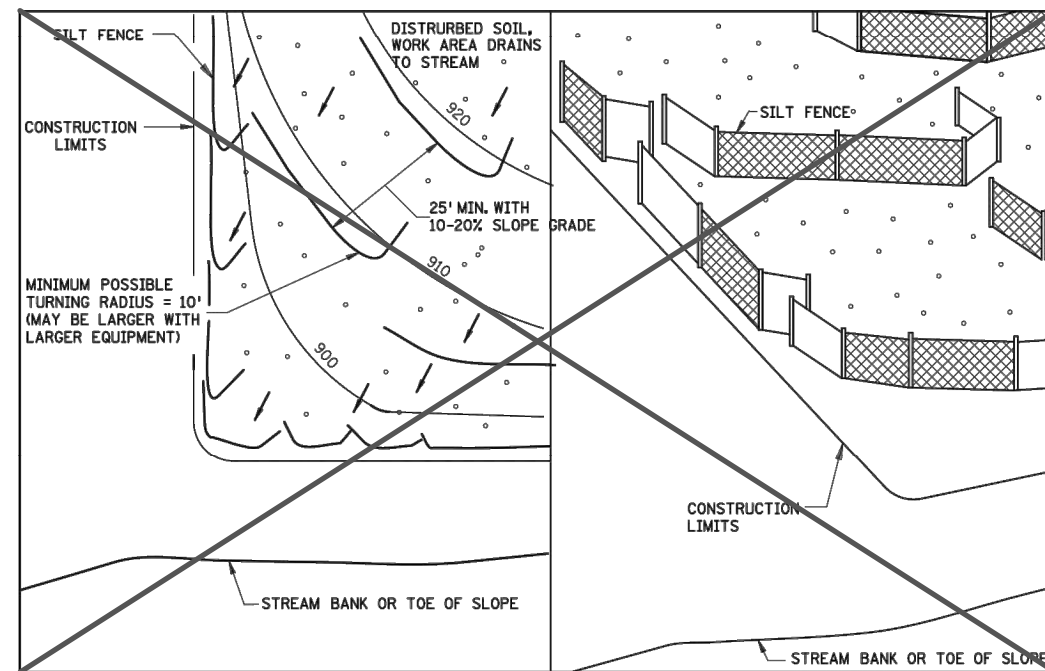 SILT FENCE
DISTRURBED SOIL,
WORK AREA DRAINS
TO STREAM
920
CONSTRUCTION
LIMITS
25' MIN. WITH
10-20% SLOPE GRADE
910
MINIMUM POSSIBLE
TURNING RADIUS = 10'
(MAY BE LARGER WITH
LARGER EQUIPMENT)
900
STREAM BANK OR TOE OF SLOPE
SILT FENCE
CONSTRUCTION
LIMITS
STREAM BANK OR TOE OF SLOPE